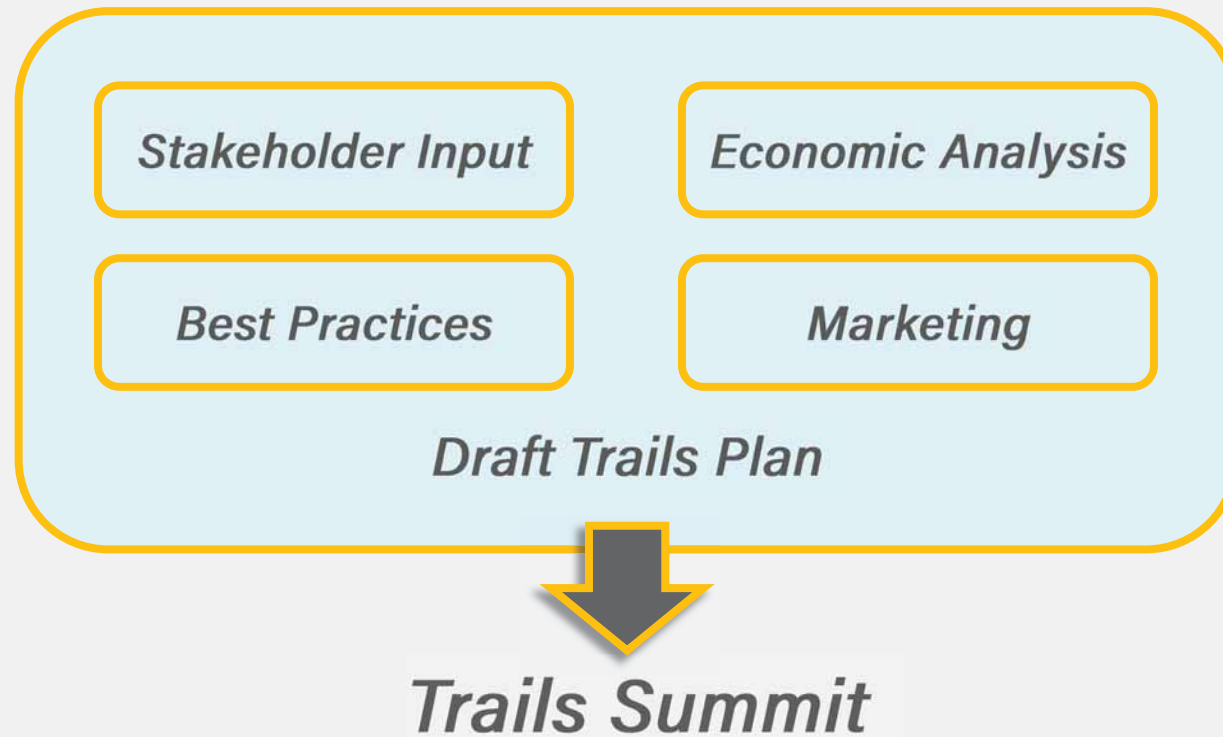 Stakeholder Input
Economic Analysis
Best Practices
Marketing
Draft Trails Plan
Trails Summit